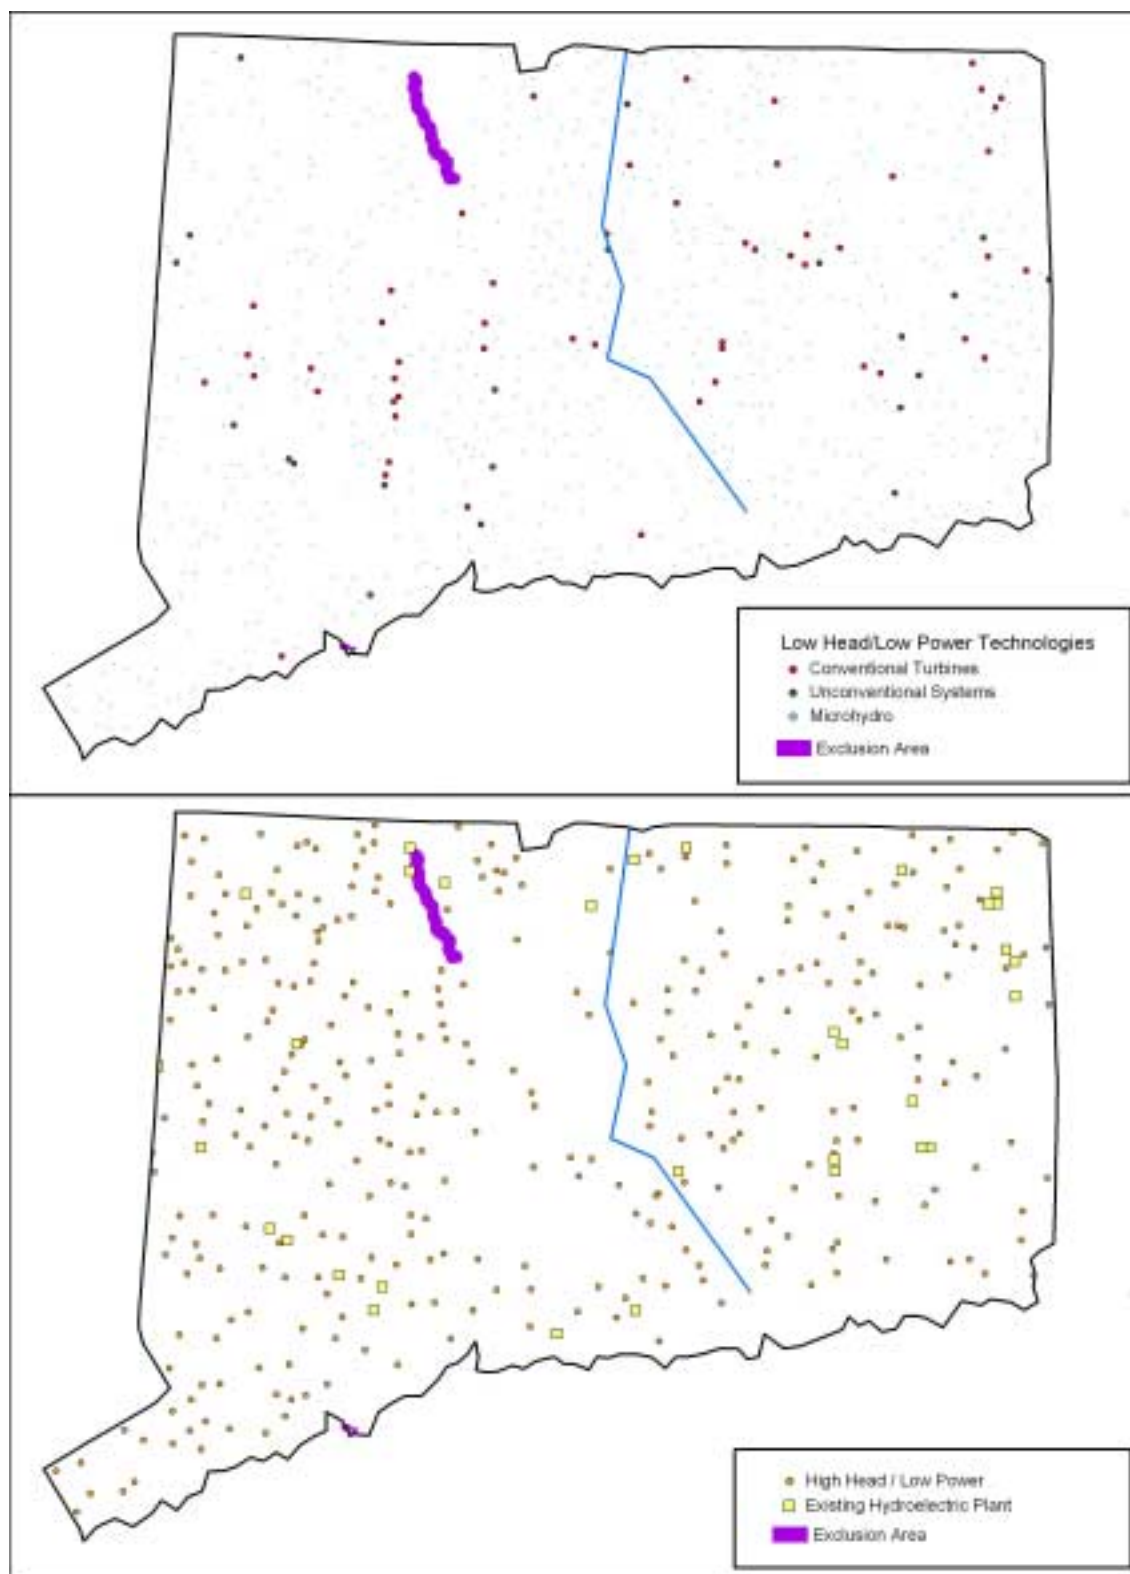 Low Head/Low Power Technologies
Conventional Turbines
Unconventional Systems
Microhydro
Exclusion Area
High Head / Low Power
Existing Hydroelectric Plant
Exclusion Area